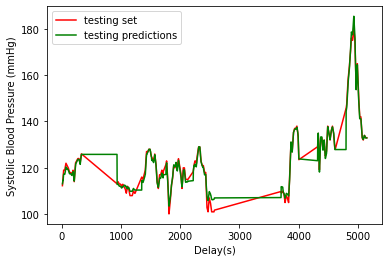 testing set
testing predictions
Systolic Blood Pressure (mmHg)
180
160
140
120
100
0 1000 2000 3000 4000 5000
Delay(s)